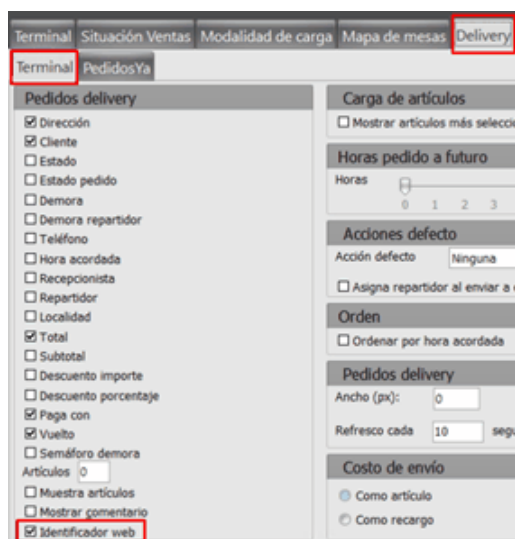 Terminal Situación Ventas Modalidad de carga Mapa de mesas Delivery
Terminal PedidosYa
Pedidos delivery
Dirección
Cliente
Estado
Estado pedido
Demora
Demora repartidor
Teléfono
Hora acordada
Recepcionista
Repartidor
Localidad
Total
Subtotal
Descuento importe
Descuento porcentaje
Paga con
Vuelto
Semáforo demora
Artículos 0
Muestra artículos
Mostrar comentario
Identificador web
Carga de artículos
Mostrar artículos más selecci
Horas pedido a futuro
Horas
0 1 2 3
Acciones defecto
Acción defecto Ninguna
Asigna repartidor al enviar a
Orden
Ordenar por hora acordada
Pedidos delivery
Ancho (px): 0
Refresco cada 10 segu
Costo de envío
Como artículo
Como recargo